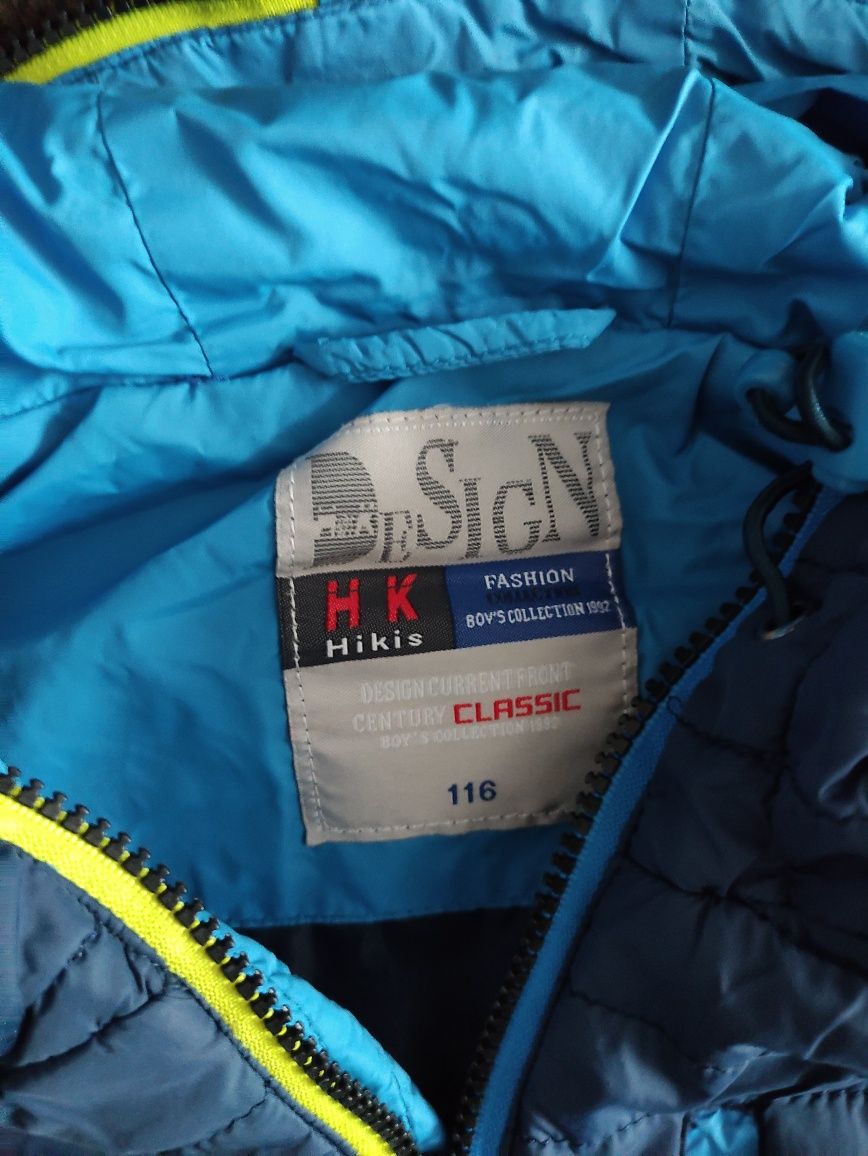 DESIGN
HK
Hikis
FASHION
BOY'S COLLECTION 1992
DESIGN CURRENT FRONT
CENTURY CLASSIC
BOY'S COLLECTION 1992
116